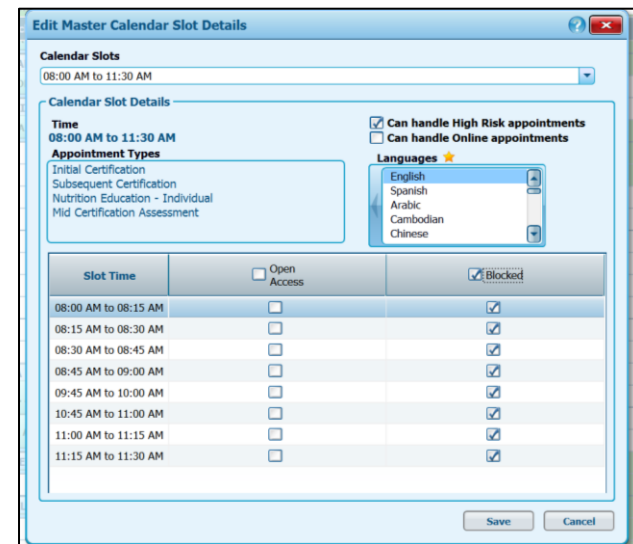 Edit Master Calendar Slot Details
Calendar Slots
08:00 AM to 11:30 AM
Calendar Slot Details
Time
08:00 AM to 11:30 AM
Can handle High Risk appointments
Can handle Online appointments
Appointment Types
Initial Certification
Subsequent Certification
Nutrition Education - Individual
Mid Certification Assessment
Languages
English
Spanish
Arabic
Cambodian
Chinese
Slot Time Open Access Blocked
08:00 AM to 08:15 AM
08:15 AM to 08:30 AM
08:30 AM to 08:45 AM
08:45 AM to 09:00 AM
09:45 AM to 10:00 AM
10:45 AM to 11:00 AM
11:00 AM to 11:15 AM
11:15 AM to 11:30 AM
Save Cancel